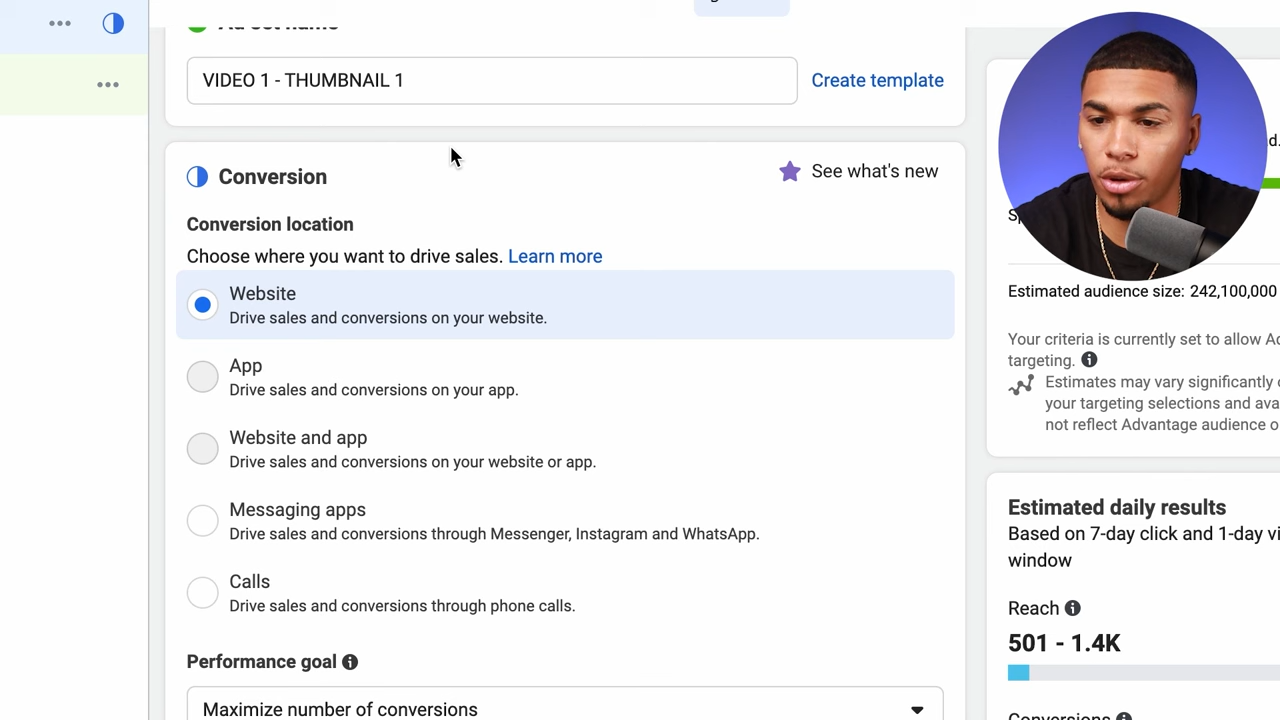 VIDEO 1 - THUMBNAIL 1
Create template
Conversion
See what's new
Conversion location
Choose where you want to drive sales. Learn more
Website
Drive sales and conversions on your website.
App
Drive sales and conversions on your app.
Website and app
Drive sales and conversions on your website or app.
Messaging apps
Drive sales and conversions through Messenger, Instagram and WhatsApp.
Calls
Drive sales and conversions through phone calls.
Performance goal
Maximize number of conversions
Estimated audience size: 242,100,000
Your criteria is currently set to allow
targeting.
Estimates may vary significantly
your targeting selections and
not reflect Advantage audience
Estimated daily results
Based on 7-day click and 1-day
window
Reach
501 - 1.4K